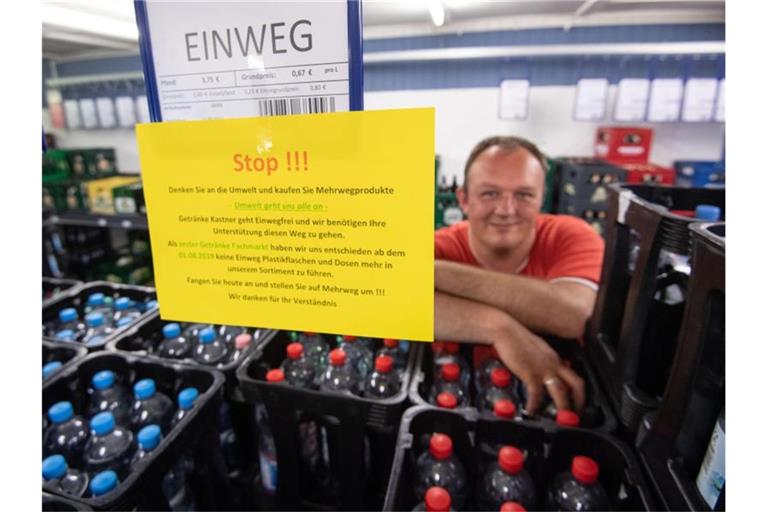 EINWEG
Pfand: 3,75 € Grundpreis: 0,67 € pro L
0,80 €
Stop !!!
Denken Sie an die Umwelt und kaufen Sie Mehrwegprodukte
- Umwelt geht uns alle an -
Getränke Kastner geht Einwegfrei und wir benötigen Ihre
Unterstützung diesen Weg zu gehen.
Als erster Getränke Fachmarkt haben wir uns entschieden ab dem
01.08.2019 keine Einweg Plastikflaschen und Dosen mehr in
unserem Sortiment zu führen.
Fangen Sie heute an und stellen Sie auf Mehrweg um !!!
Wir danken für Ihr Verständnis